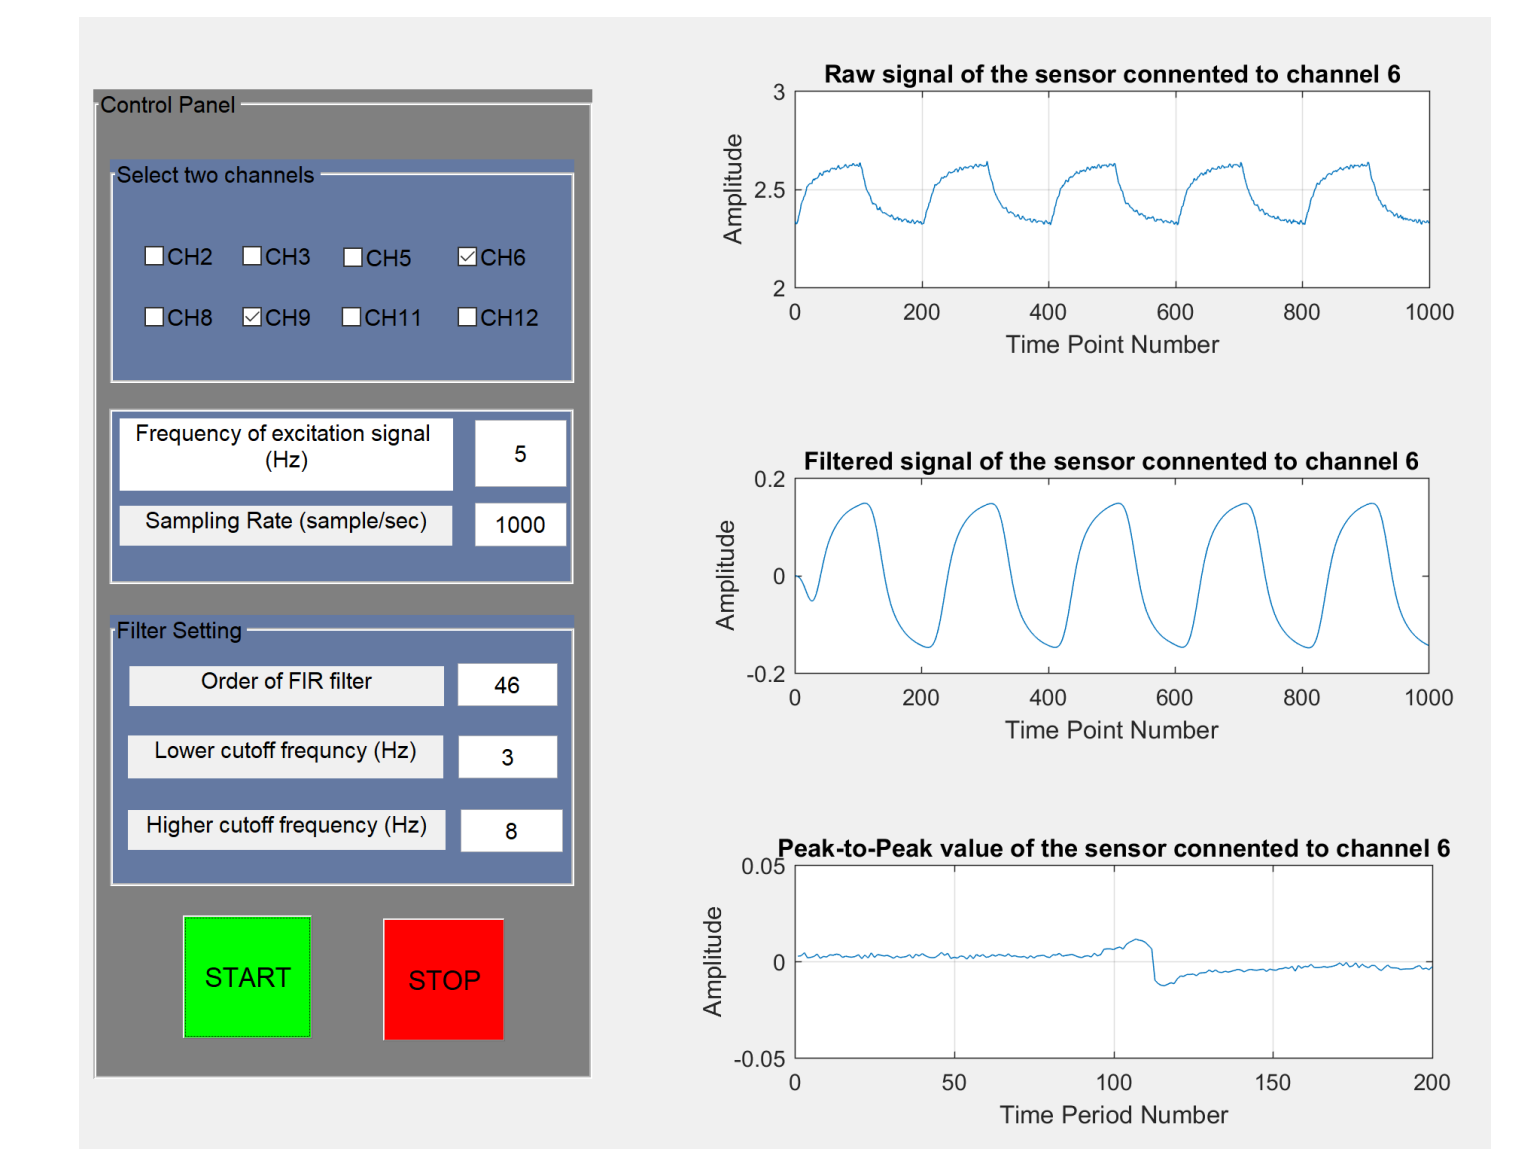 Control Panel
Select two channels
CH2 CH3 CH5 CH6
CH8 CH9 CH11 CH12
Frequency of excitation signal
(Hz)
5
Sampling Rate (sample/sec) 1000
Filter Setting
Order of FIR filter 46
Lower cutoff frequncy (Hz) 3
Higher cutoff frequency (Hz) 8
START STOP
Raw signal of the sensor connented to channel 6
3
2.5
2
Amplitude
0 200 400 600 800 1000
Time Point Number
Filtered signal of the sensor connented to channel 6
0.2
0
-0.2
Amplitude
0 200 400 600 800 1000
Time Point Number
Peak-to-Peak value of the sensor connented to channel 6
0.05
0
-0.05
Amplitude
0 50 100 150 200
Time Period Number